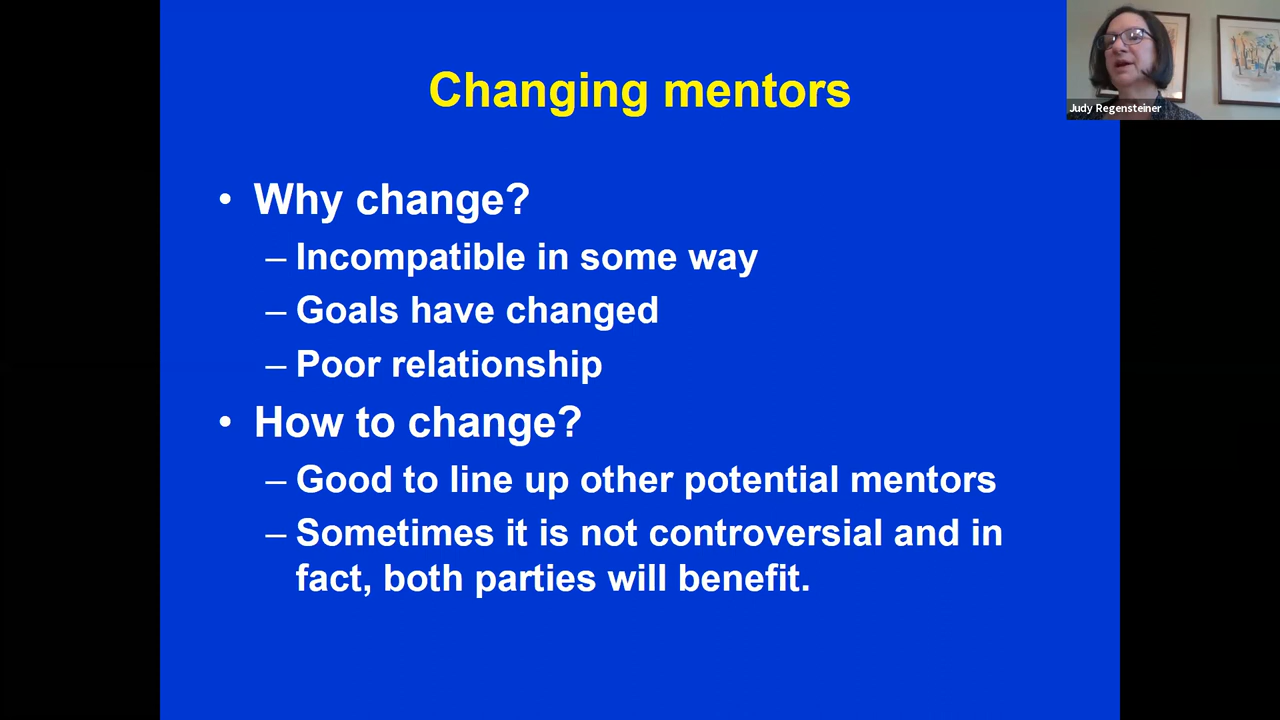 Changing mentors
Judy Regensteiner
• Why change?
– Incompatible in some way
– Goals have changed
– Poor relationship
• How to change?
– Good to line up other potential mentors
– Sometimes it is not controversial and in
fact, both parties will benefit.